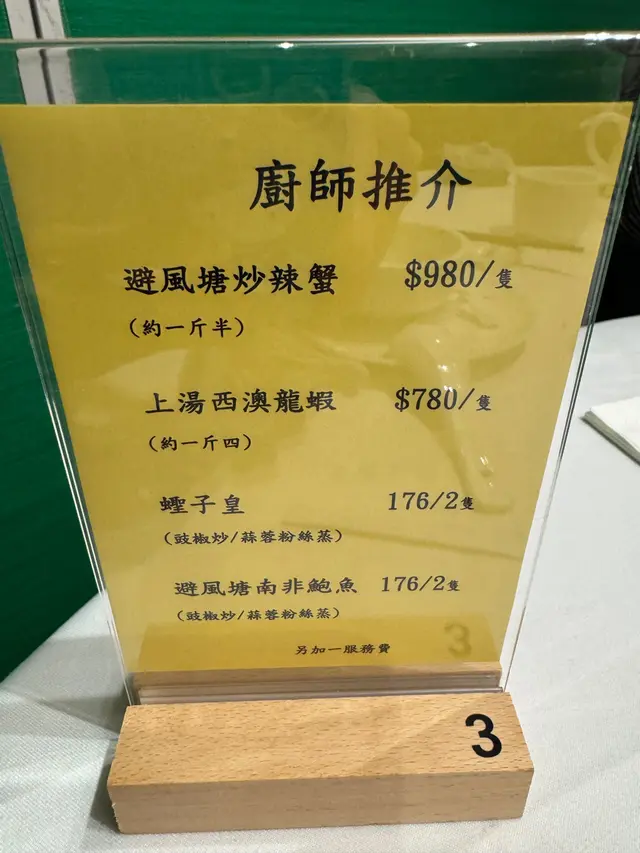 廚師推介
避風塘炒辣蟹 $980/隻
(約一斤半)
上湯西澳龍蝦 $780/隻
(約一斤四)
蟶子皇 176/2隻
(豉椒炒/蒜蓉粉絲蒸)
避風塘南非鮑魚 176/2隻
(豉椒炒/蒜蓉粉絲蒸)
另加一服務費
3
3